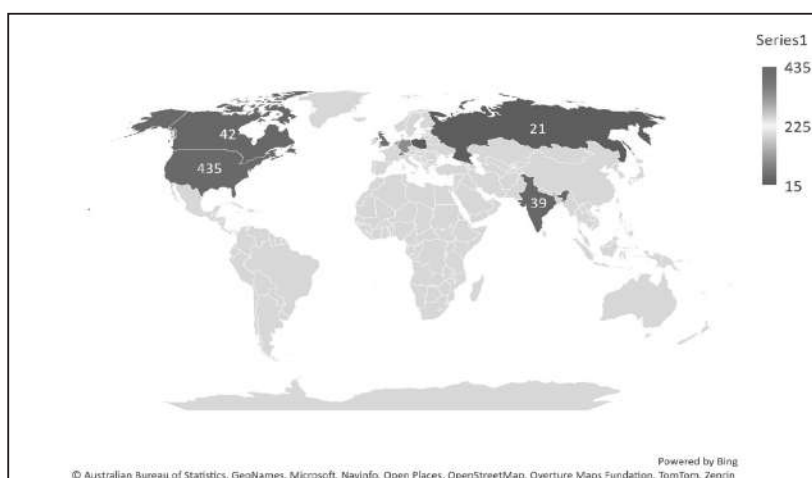 Series1
435
225
15
42
435
21
39
Powered by Bing
© Australian Bureau of Statistics, GeoNames, Microsoft, Navinfo, Open Places, OpenStreetMap, Overture Maps Fundation, TomTom, Zenrin